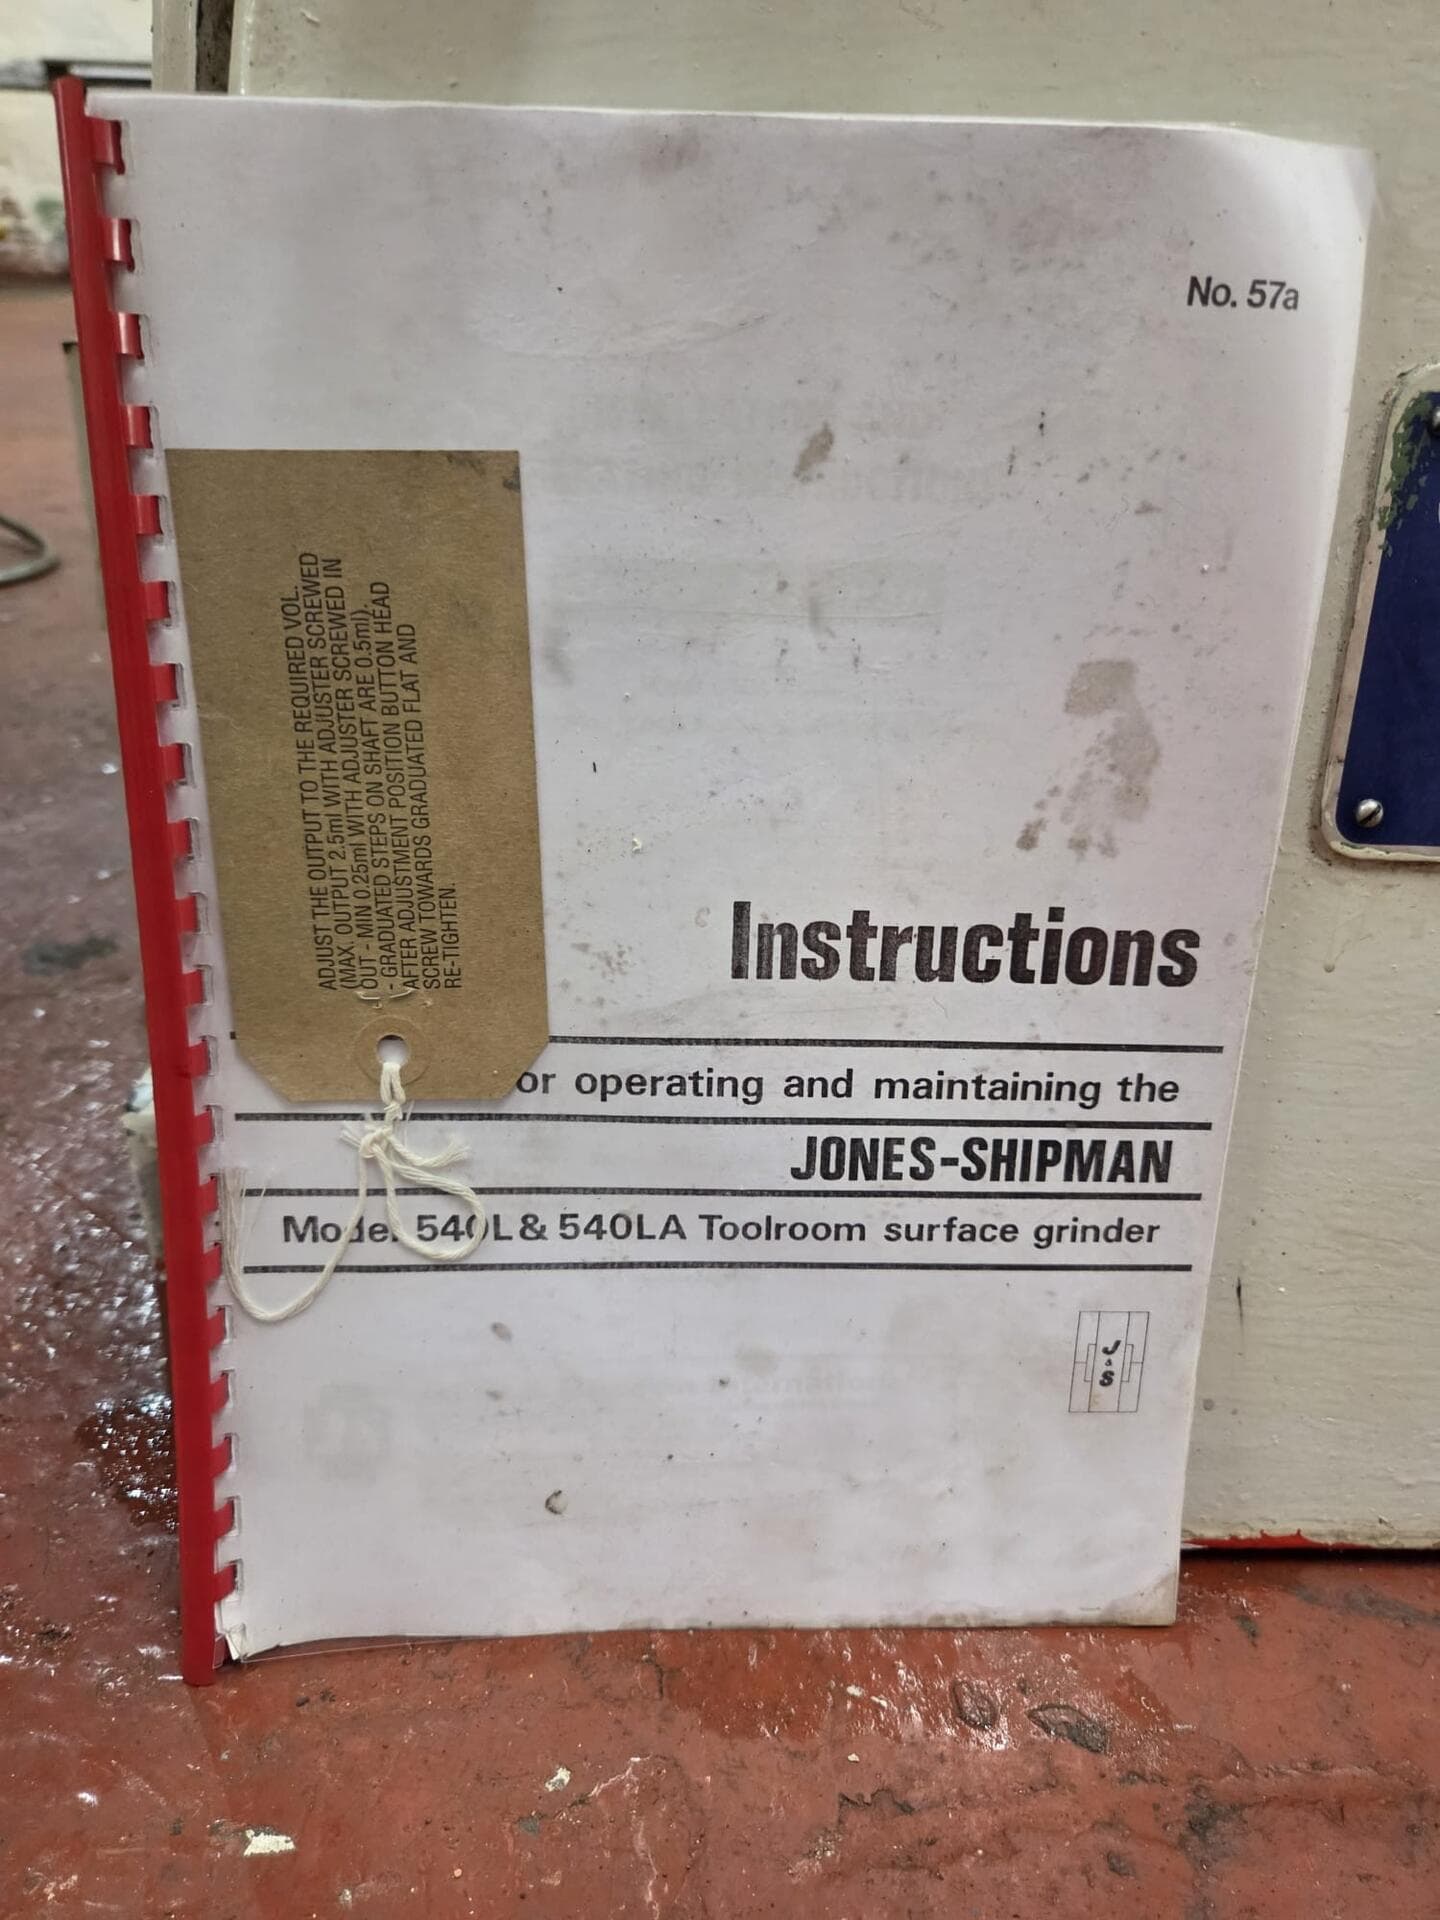 No. 57a
ADJUST THE OUTPUT TO THE REQUIRED VOL.
(MAX. OUTPUT 2.5ml WITH ADJUSTER SCREWED
OUT - MIN 0.25ml WITH ADJUSTER SCREWED IN
- GRADUATED STEPS ON SHAFT ARE 0.5ml).
AFTER ADJUSTMENT POSITION BUTTON HEAD
SCREW TOWARDS GRADUATED FLAT AND
RE-TIGHTEN.
Instructions
or operating and maintaining the
JONES-SHIPMAN
Model 540L & 540LA Toolroom surface grinder
J&S